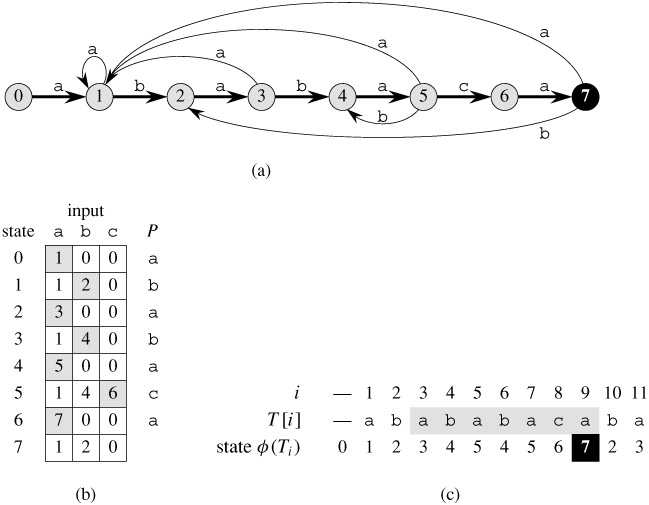 a a a a
0 a 1 b 2 a 3 b 4 a 5 c 6 a 7
b b
(a)
input
state a b c P
0 1 0 0 a
1 1 2 0 b
2 3 0 0 a
3 1 4 0 b
4 5 0 0 a
5 1 4 6 c
6 7 0 0 a
7 1 2 0
(b)
i — 1 2 3 4 5 6 7 8 9 10 11
T[i] — a b a b a b a c a b a
state ϕ(Tᵢ) 0 1 2 3 4 5 4 5 6 7 2 3
(c)